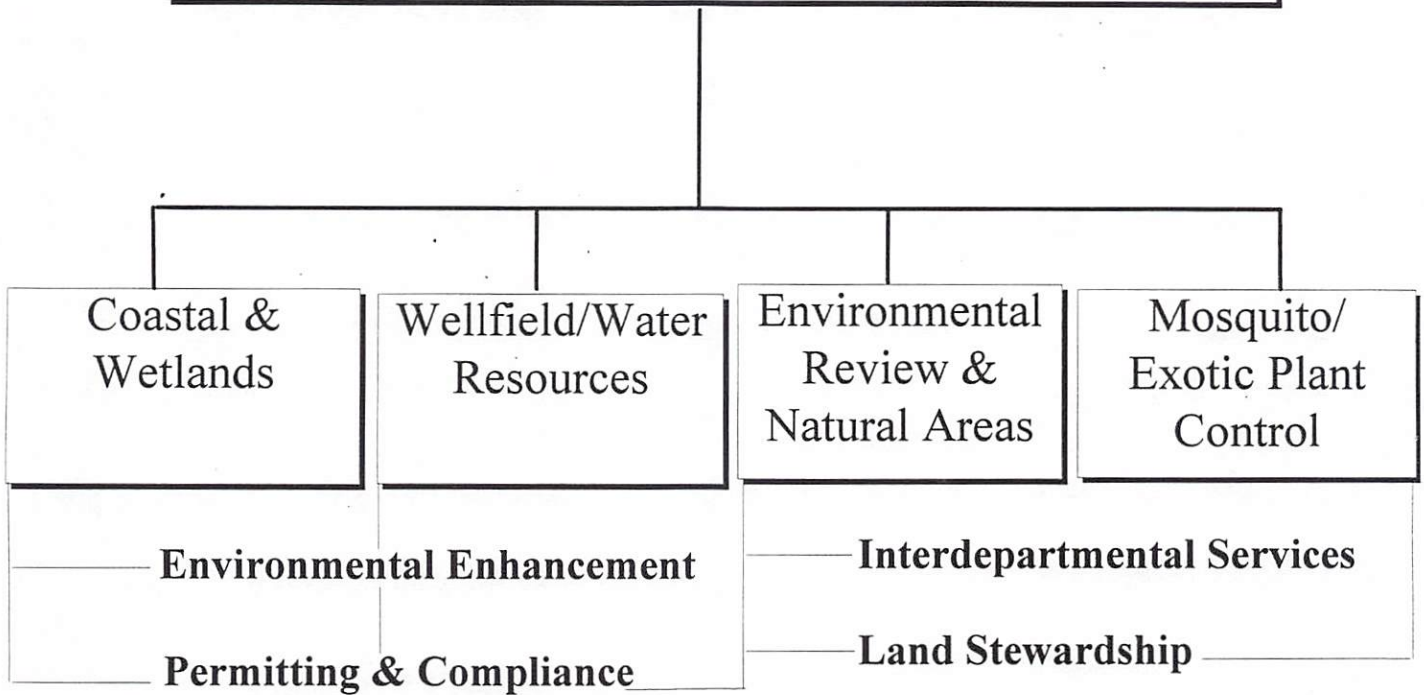 Coastal &
Wetlands
Wellfield/Water
Resources
Environmental
Review &
Natural Areas
Mosquito/
Exotic Plant
Control
Environmental Enhancement
Permitting & Compliance
Interdepartmental Services
Land Stewardship